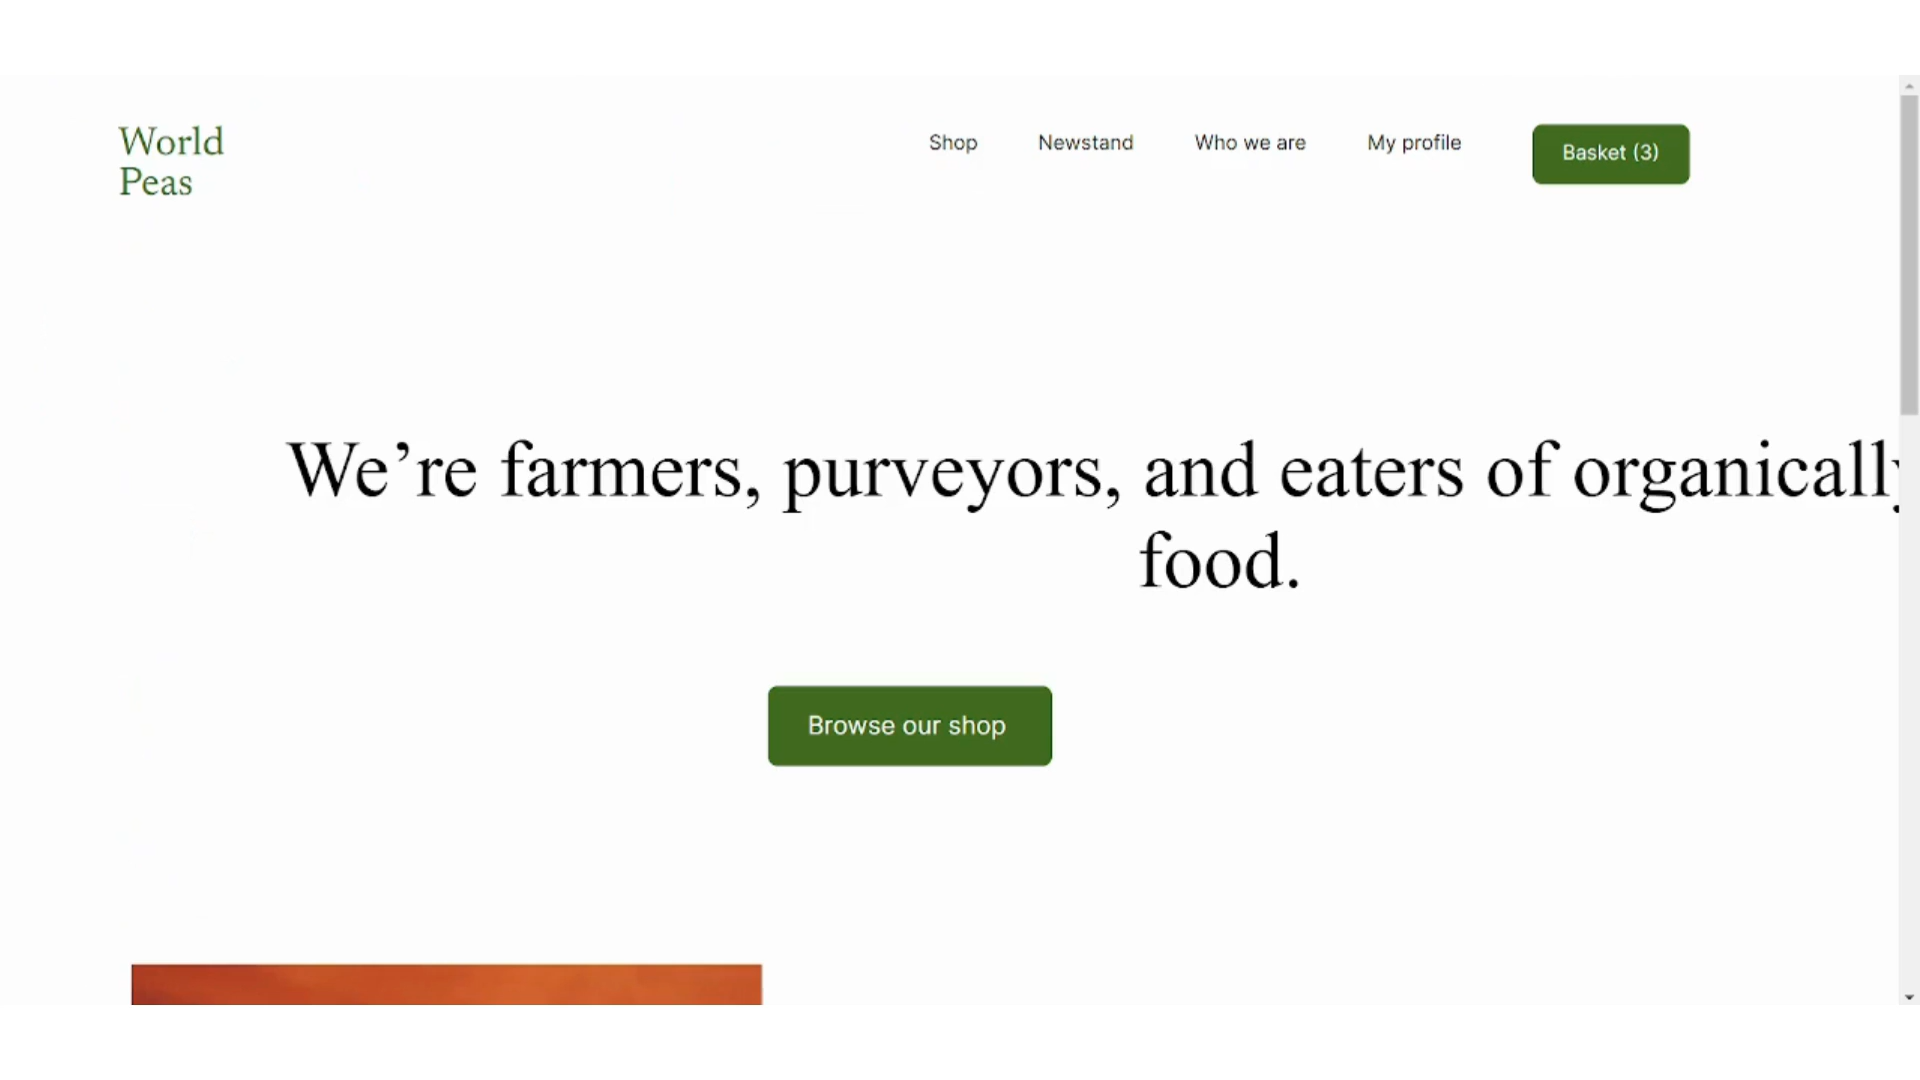 World
Peas
Shop Newstand Who we are My profile Basket (3)
We’re farmers, purveyors, and eaters of organically
food.
Browse our shop